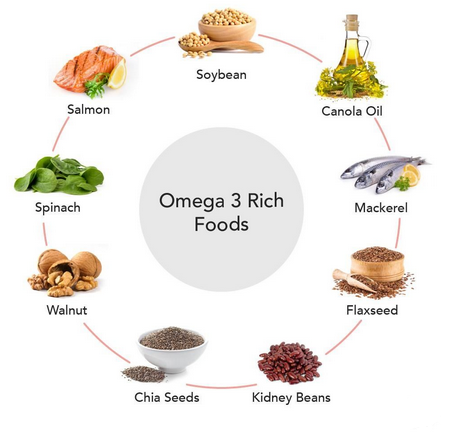 Soybean
Canola Oil
Mackerel
Flaxseed
Kidney Beans
Chia Seeds
Walnut
Spinach
Salmon
Omega 3 Rich
Foods